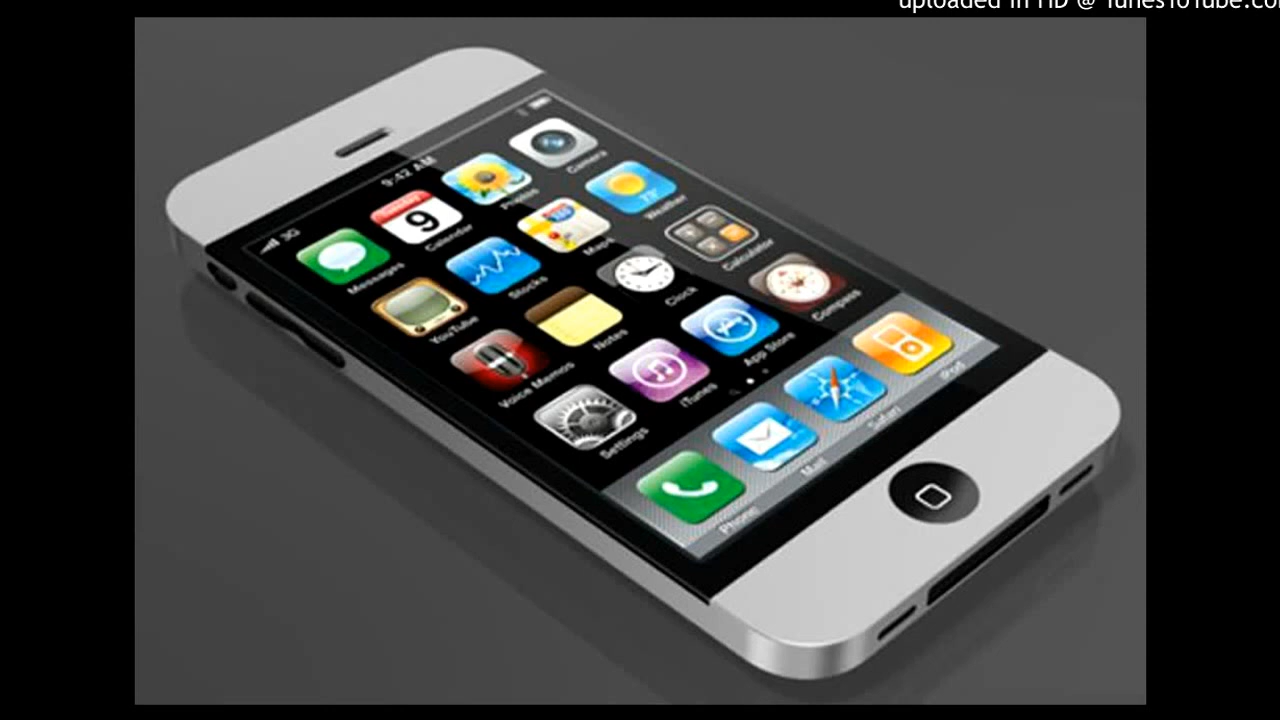 uploaded in HD @ TunesToTube.com
3G 9:42 AM
Messages Calendar Photos Camera
YouTube Stocks Maps Weather
73°
9
Voice Memos Notes Clock Calculator
Settings iTunes App Store Compass
Phone Mail Safari iPod